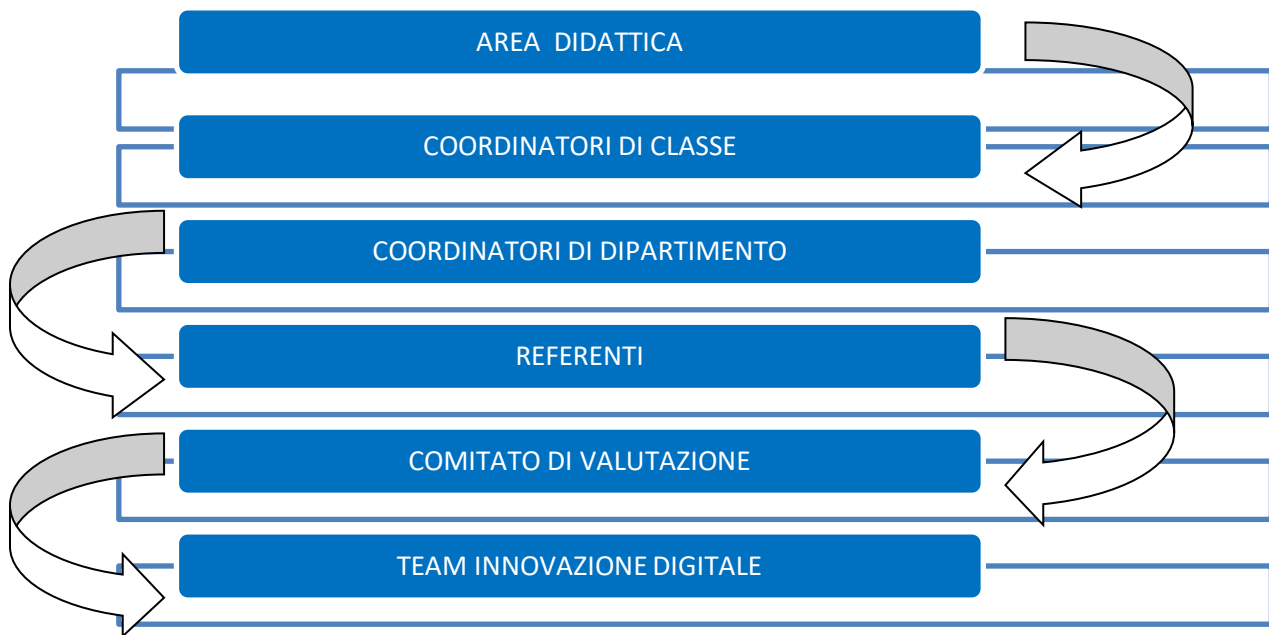 AREA DIDATTICA
COORDINATORI DI CLASSE
COORDINATORI DI DIPARTIMENTO
REFERENTI
COMITATO DI VALUTAZIONE
TEAM INNOVAZIONE DIGITALE